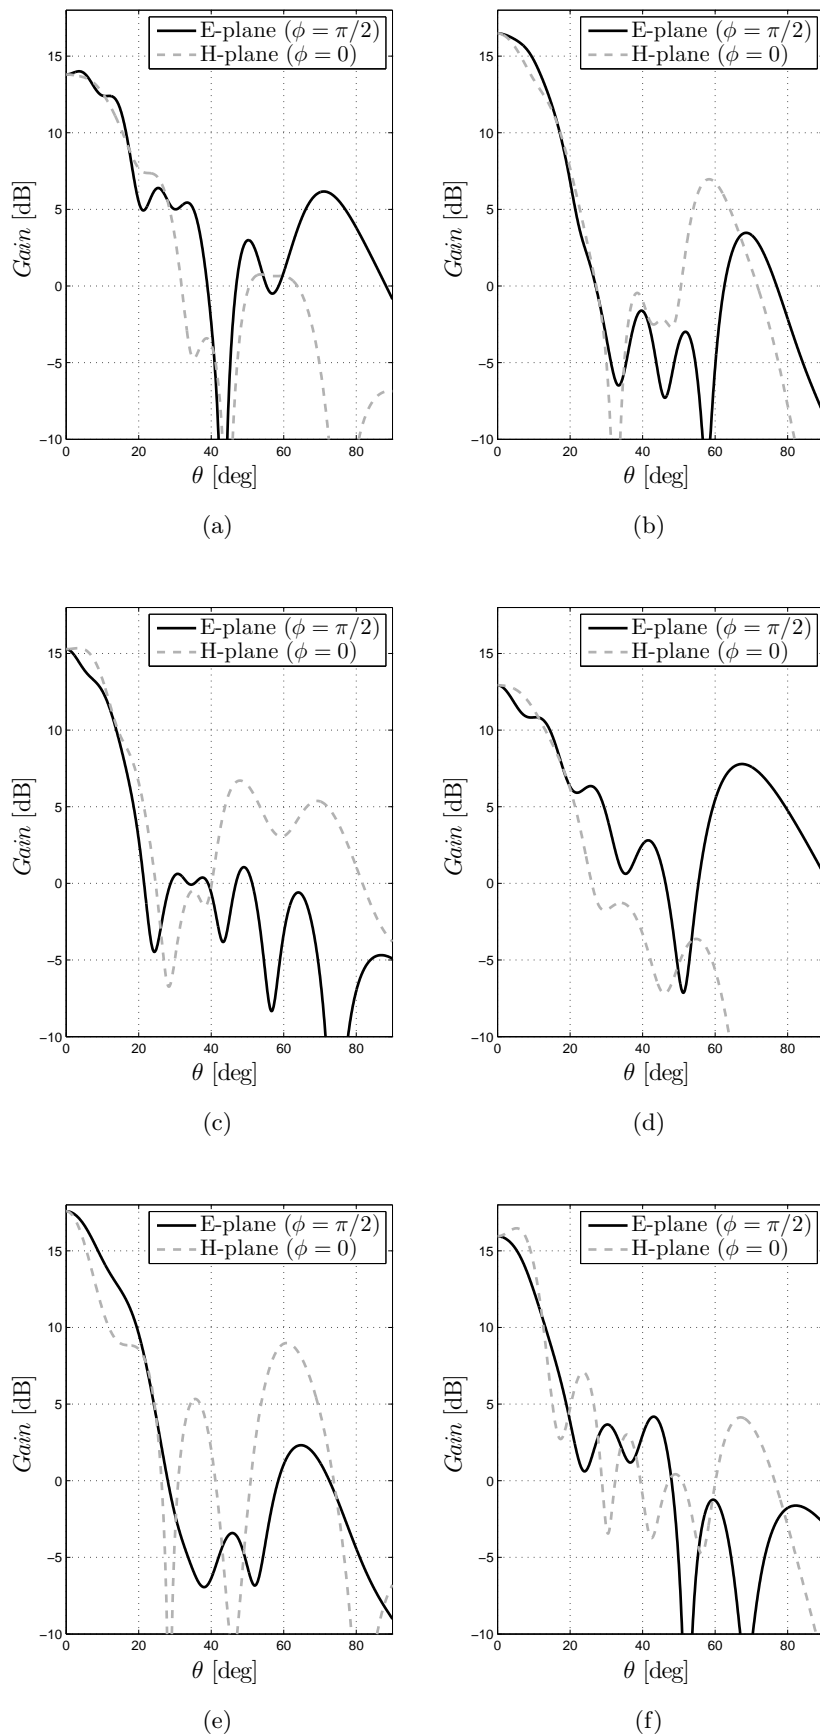 E-plane (ϕ = π/2)
H-plane (ϕ = 0)
15
10
5
0
−5
−10
Gain [dB]
0 20 40 60 80
θ [deg]
(a)
E-plane (ϕ = π/2)
H-plane (ϕ = 0)
15
10
5
0
−5
−10
Gain [dB]
0 20 40 60 80
θ [deg]
(b)
E-plane (ϕ = π/2)
H-plane (ϕ = 0)
15
10
5
0
−5
−10
Gain [dB]
0 20 40 60 80
θ [deg]
(c)
E-plane (ϕ = π/2)
H-plane (ϕ = 0)
15
10
5
0
−5
−10
Gain [dB]
0 20 40 60 80
θ [deg]
(d)
E-plane (ϕ = π/2)
H-plane (ϕ = 0)
15
10
5
0
−5
−10
Gain [dB]
0 20 40 60 80
θ [deg]
(e)
E-plane (ϕ = π/2)
H-plane (ϕ = 0)
15
10
5
0
−5
−10
Gain [dB]
0 20 40 60 80
θ [deg]
(f)